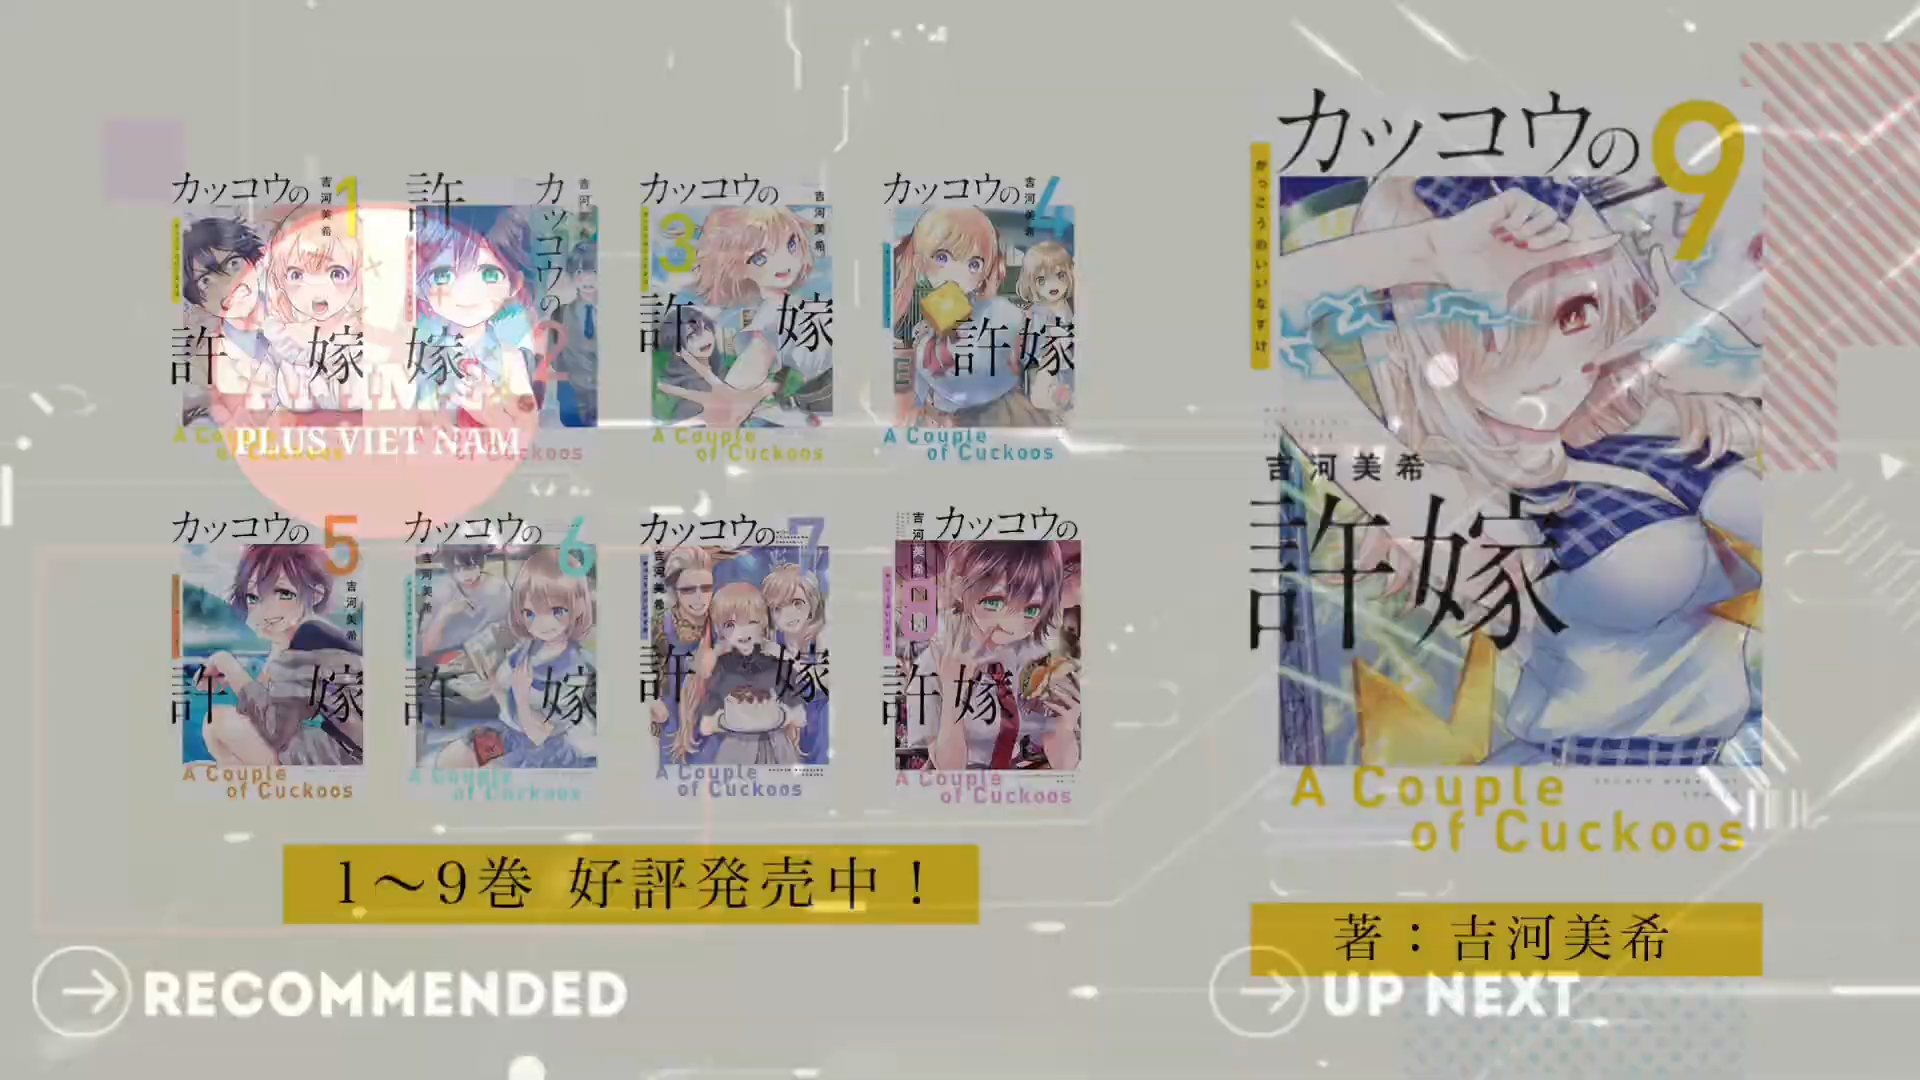 カッコウの
吉河美希
1
許嫁
A Couple
of Cuckoos
カッコウの
許嫁
吉河美希
2
of Cuckoos
カッコウの
吉河美希
3
許嫁
A Couple
of Cuckoos
カッコウの
吉河美希
4
許嫁
A Couple
of Cuckoos
ANIME
PLUS VIET NAM
カッコウの
5
吉河美希
許嫁
A Couple
of Cuckoos
カッコウの
6
吉河美希
許嫁
A Couple
of Cuckoos
カッコウの
7
吉河美希
許嫁
A Couple
of Cuckoos
カッコウの
吉河美希
許嫁
A Couple
of Cuckoos
1～9巻 好評発売中！
カッコウの
9
かっこうのいいなずけ
吉河美希
許嫁
A Couple
of Cuckoos
著：吉河美希
RECOMMENDED
UP NEXT